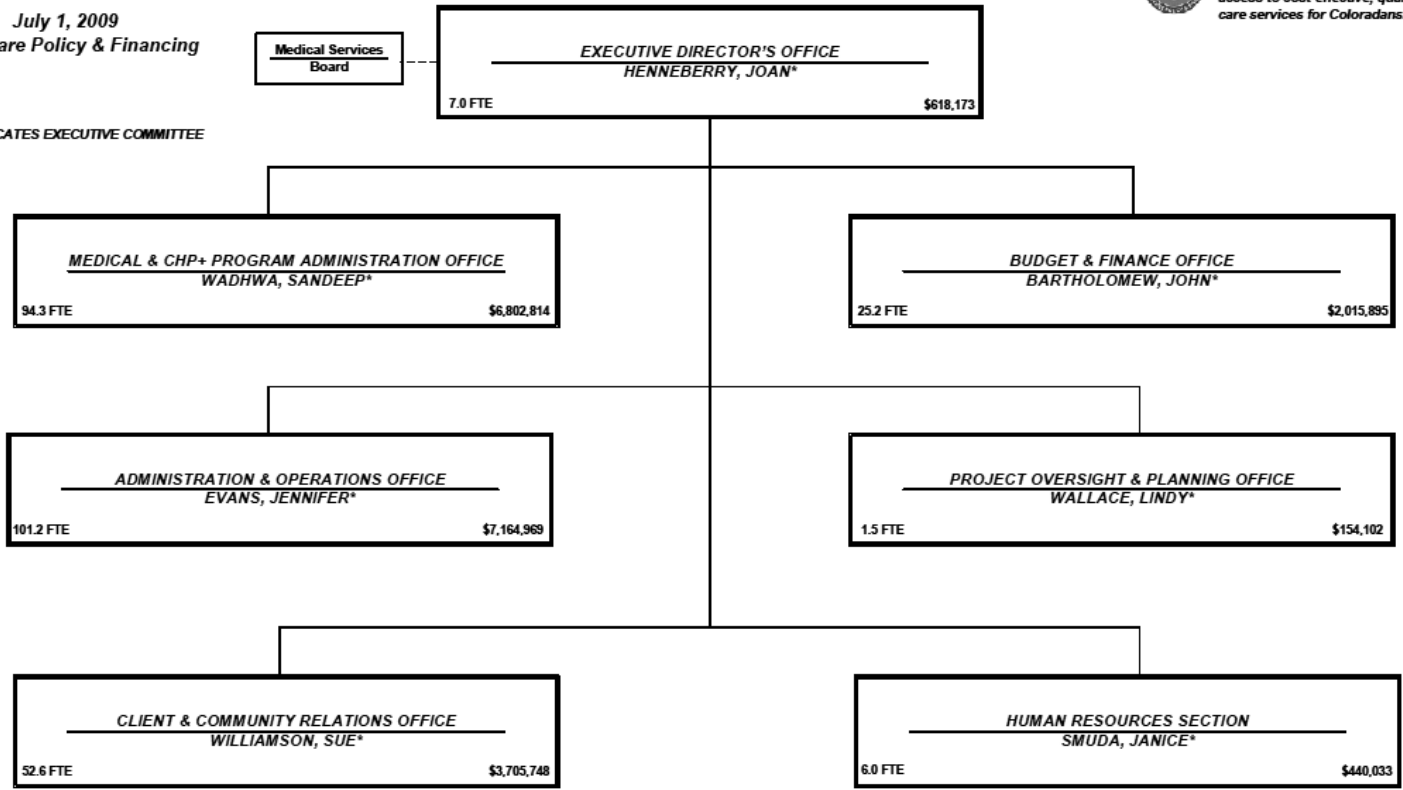 July 1, 2009
Policy & Financing
access to cost-effective,
care services for Coloradans
Medical Services
Board
EXECUTIVE DIRECTOR'S OFFICE
HENNEBERRY, JOAN*
7.0 FTE $618,173
EXECUTIVE COMMITTEE
MEDICAL & CHP+ PROGRAM ADMINISTRATION OFFICE
WADHWA, SANDEEP*
94.3 FTE $6,802,814
BUDGET & FINANCE OFFICE
BARTHOLOMEW, JOHN*
25.2 FTE $2,015,895
ADMINISTRATION & OPERATIONS OFFICE
EVANS, JENNIFER*
101.2 FTE $7,164,969
PROJECT OVERSIGHT & PLANNING OFFICE
WALLACE, LINDY*
1.5 FTE $154,102
CLIENT & COMMUNITY RELATIONS OFFICE
WILLIAMSON, SUE*
52.6 FTE $3,705,748
HUMAN RESOURCES SECTION
SMUDA, JANICE*
6.0 FTE $440,033